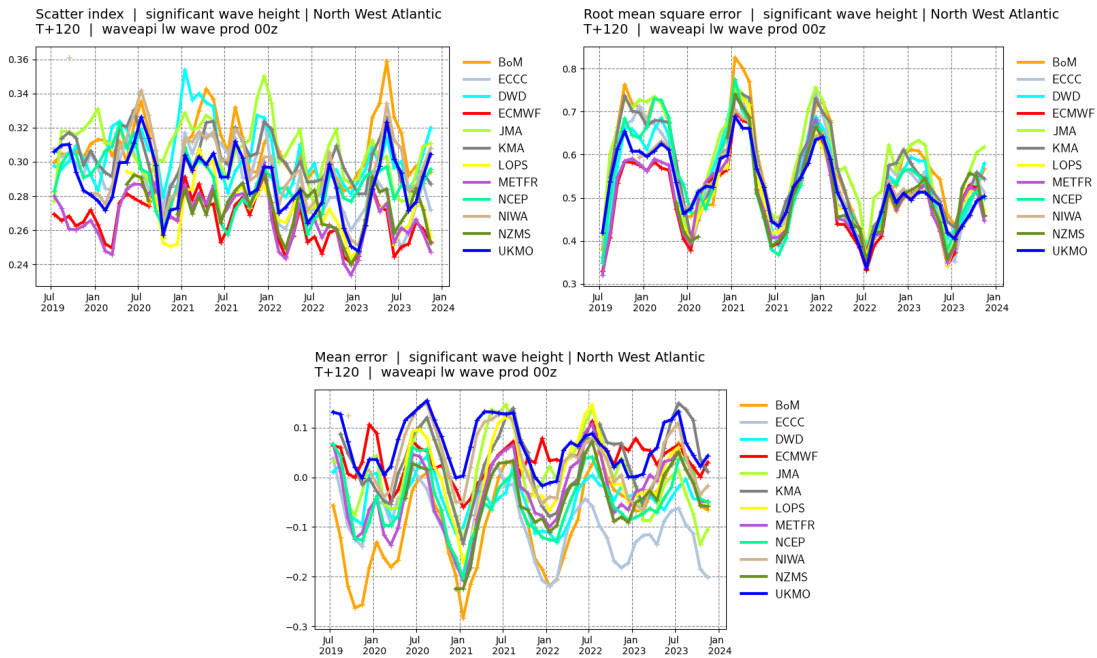 Scatter index | significant wave height | North West Atlantic
T+120 | waveapi lw wave prod 00z
0.36
0.34
0.32
0.30
0.28
0.26
0.24
Jul 2019
Jan 2020
Jul 2020
Jan 2021
Jul 2021
Jan 2022
Jul 2022
Jan 2023
Jul 2023
Jan 2024
BoM
ECCC
DWD
ECMWF
JMA
KMA
LOPS
METFR
NCEP
NIWA
NZMS
UKMO
Root mean square error | significant wave height | North West Atlantic
T+120 | waveapi lw wave prod 00z
0.8
0.7
0.6
0.5
0.4
0.3
Jul 2019
Jan 2020
Jul 2020
Jan 2021
Jul 2021
Jan 2022
Jul 2022
Jan 2023
Jul 2023
Jan 2024
BoM
ECCC
DWD
ECMWF
JMA
KMA
LOPS
METFR
NCEP
NIWA
NZMS
UKMO
Mean error | significant wave height | North West Atlantic
T+120 | waveapi lw wave prod 00z
0.1
0.0
−0.1
−0.2
−0.3
Jul 2019
Jan 2020
Jul 2020
Jan 2021
Jul 2021
Jan 2022
Jul 2022
Jan 2023
Jul 2023
Jan 2024
BoM
ECCC
DWD
ECMWF
JMA
KMA
LOPS
METFR
NCEP
NIWA
NZMS
UKMO